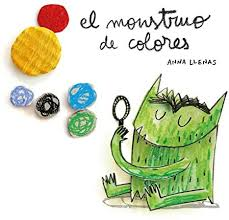 el monstruo
de colores
ANNA LLENAS